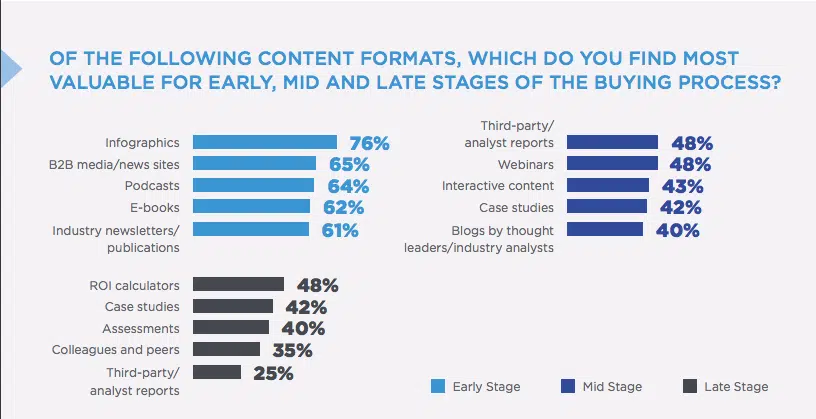 OF THE FOLLOWING CONTENT FORMATS, WHICH DO YOU FIND MOST
VALUABLE FOR EARLY, MID AND LATE STAGES OF THE BUYING PROCESS?
Infographics 76%
B2B media/news sites 65%
Podcasts 64%
E-books 62%
Industry newsletters/ 61%
publications
Third-party/
analyst reports 48%
Webinars 48%
Interactive content 43%
Case studies 42%
Blogs by thought 40%
leaders/industry analysts
ROI calculators 48%
Case studies 42%
Assessments 40%
Colleagues and peers 35%
Third-party/ 25%
analyst reports
Early Stage Mid Stage Late Stage